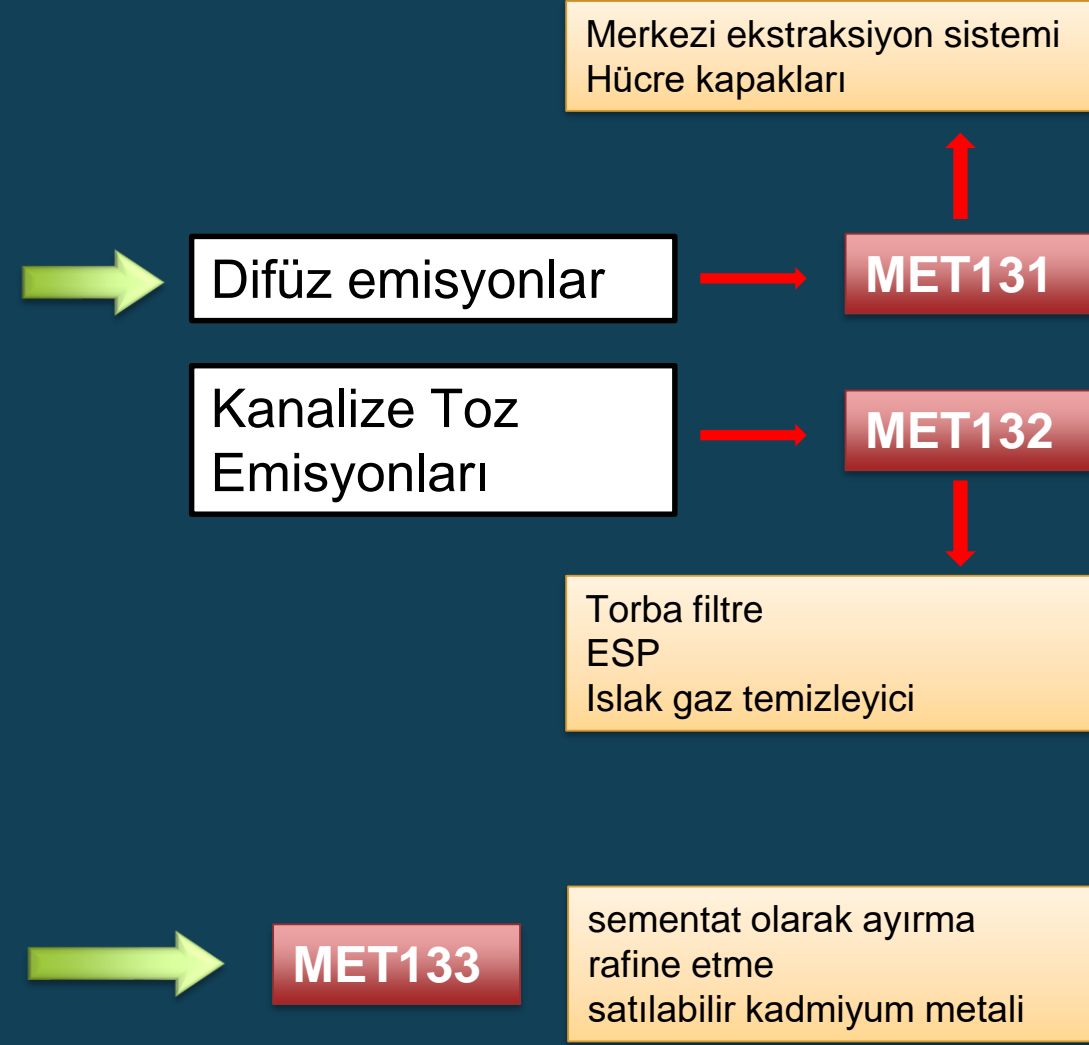 Merkezi ekstraksiyon sistemi
Hücre kapakları
Difüz emisyonlar
MET131
Kanalize Toz
Emisyonları
MET132
Torba filtre
ESP
Islak gaz temizleyici
MET133
sementat olarak ayırma
rafine etme
satılabilir kadmiyum metali